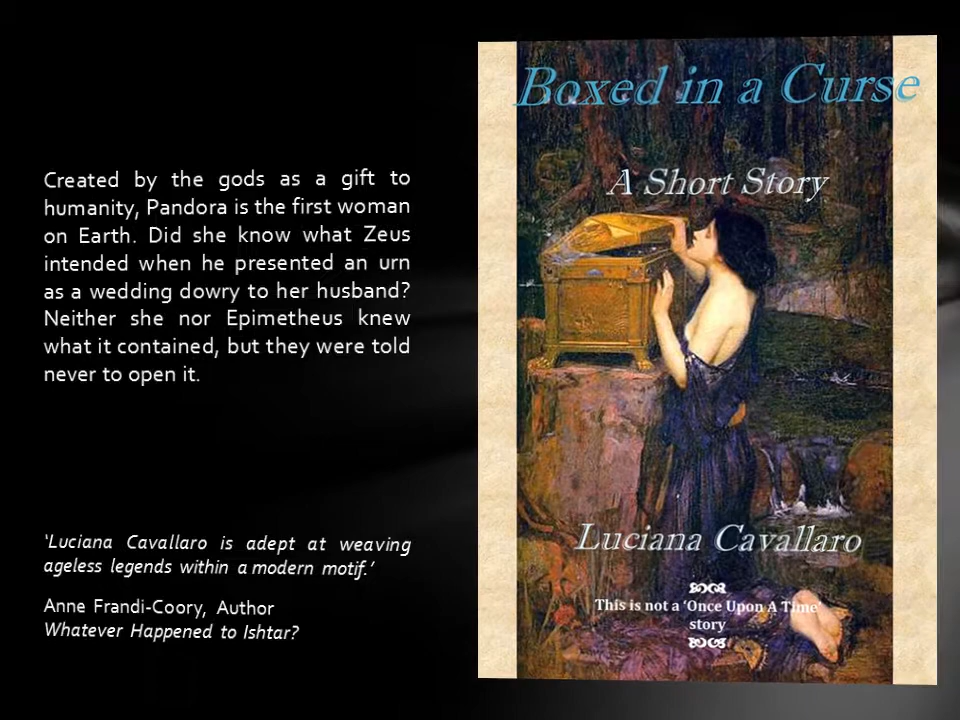 Created by the gods as a gift to
humanity, Pandora is the first woman
on Earth. Did she know what Zeus
intended when he presented an urn
as a wedding dowry to her husband?
Neither she nor Epimetheus knew
what it contained, but they were told
never to open it.
‘Luciana Cavallaro is adept at weaving
ageless legends within a modern motif.’
Anne Frandi-Coory, Author
Whatever Happened to Ishtar?
Boxed in a Curse
A Short Story
Luciana Cavallaro
This is not a ‘Once Upon A Time’
story